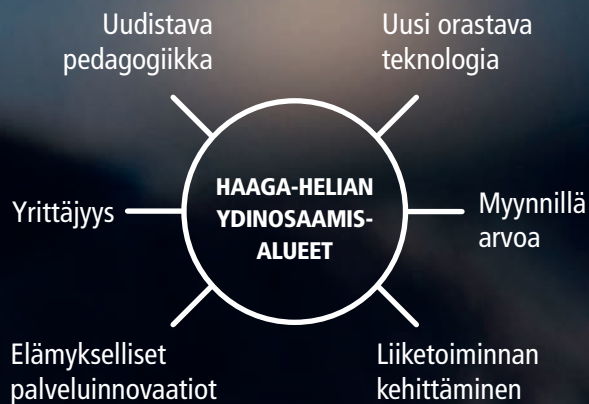 Uudistava
pedagogiikka
Uusi orastava
teknologia
Yrittäjyys
HAAGA-HELIAN
YDINOSAAMIS-
ALUEET
Myynnillä
arvoa
Elämykselliset
palveluinnovaatiot
Liiketoiminnan
kehittäminen